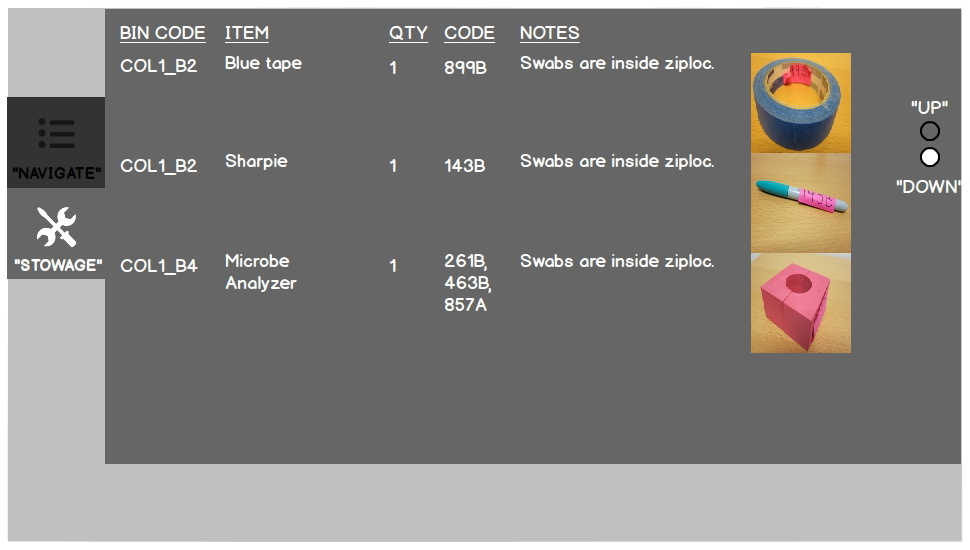 BIN CODE ITEM QTY CODE NOTES
COL1_B2 Blue tape 1 899B Swabs are inside ziploc.
"UP"
"NAVIGATE"
COL1_B2 Sharpie 1 143B Swabs are inside ziploc.
143B
"DOWN"
"STOWAGE"
COL1_B4 Microbe 1 261B, Swabs are inside ziploc.
Analyzer 463B,
857A